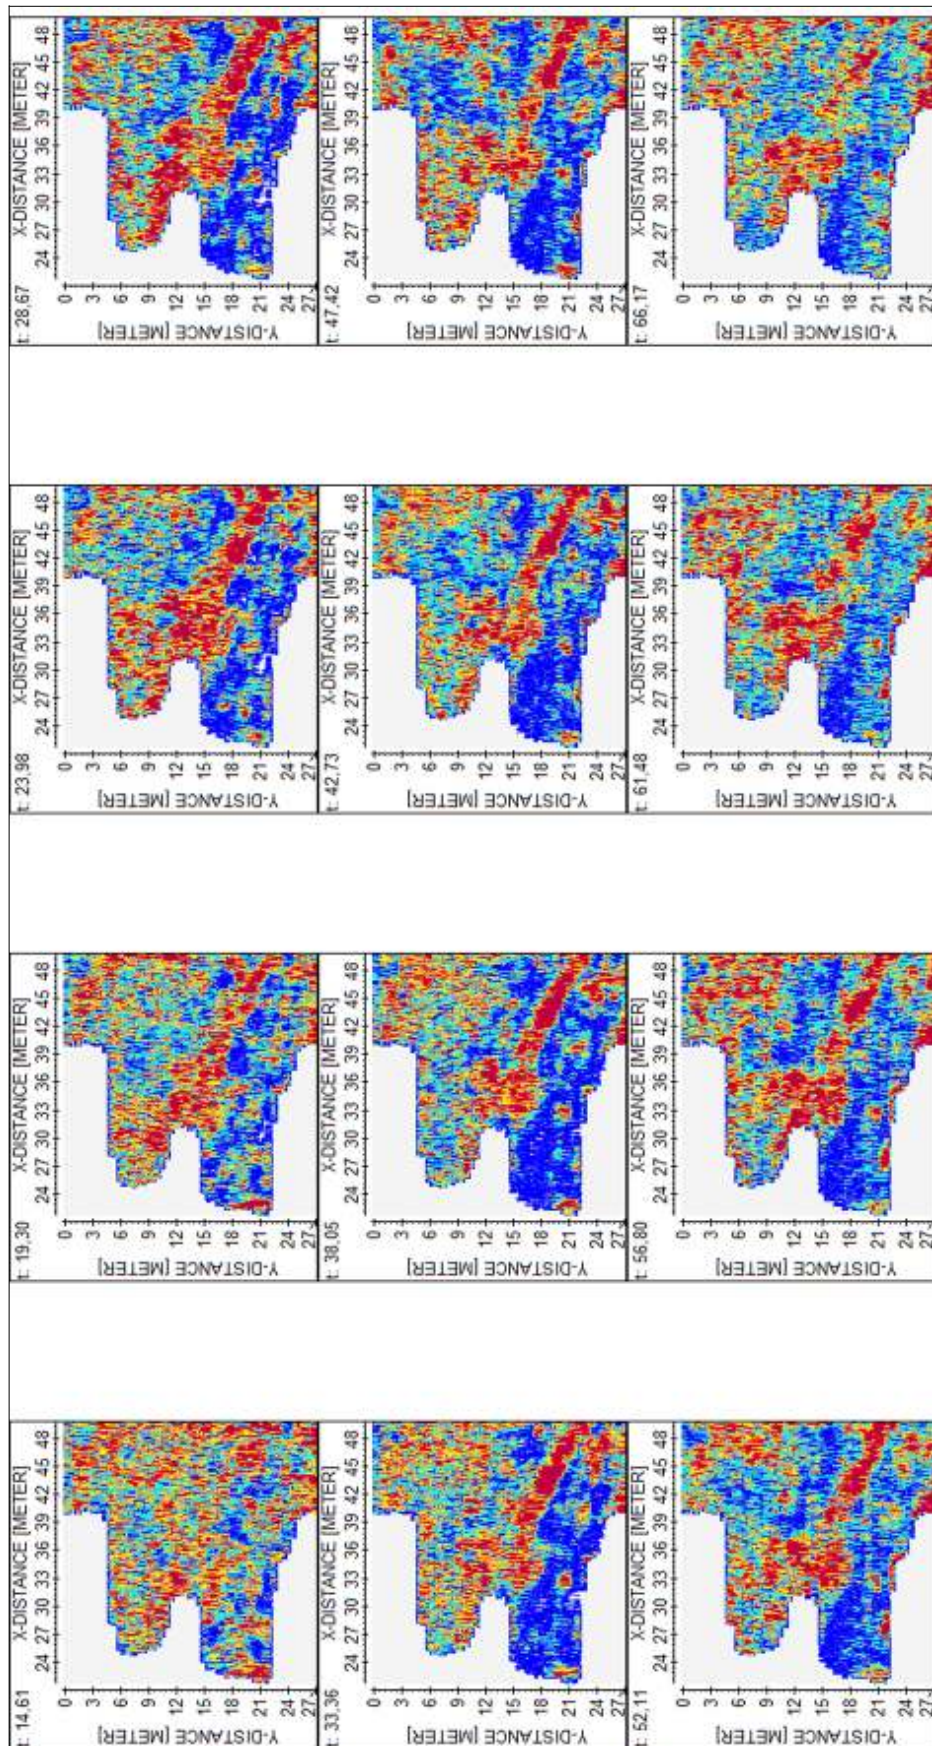 t: 14,61
X-DISTANCE [METER]
24 27 30 33 36 39 42 45 48
Y-DISTANCE [METER]
0 3 6 9 12 15 18 21 24 27
t: 19,30
X-DISTANCE [METER]
24 27 30 33 36 39 42 45 48
Y-DISTANCE [METER]
0 3 6 9 12 15 18 21 24 27
t: 23,98
X-DISTANCE [METER]
24 27 30 33 36 39 42 45 48
Y-DISTANCE [METER]
0 3 6 9 12 15 18 21 24 27
t: 28,67
X-DISTANCE [METER]
24 27 30 33 36 39 42 45 48
Y-DISTANCE [METER]
0 3 6 9 12 15 18 21 24 27
t: 33,36
X-DISTANCE [METER]
24 27 30 33 36 39 42 45 48
Y-DISTANCE [METER]
0 3 6 9 12 15 18 21 24 27
t: 38,05
X-DISTANCE [METER]
24 27 30 33 36 39 42 45 48
Y-DISTANCE [METER]
0 3 6 9 12 15 18 21 24 27
t: 42,73
X-DISTANCE [METER]
24 27 30 33 36 39 42 45 48
Y-DISTANCE [METER]
0 3 6 9 12 15 18 21 24 27
t: 47,42
X-DISTANCE [METER]
24 27 30 33 36 39 42 45 48
Y-DISTANCE [METER]
0 3 6 9 12 15 18 21 24 27
t: 52,11
X-DISTANCE [METER]
24 27 30 33 36 39 42 45 48
Y-DISTANCE [METER]
0 3 6 9 12 15 18 21 24 27
t: 56,80
X-DISTANCE [METER]
24 27 30 33 36 39 42 45 48
Y-DISTANCE [METER]
0 3 6 9 12 15 18 21 24 27
t: 61,48
X-DISTANCE [METER]
24 27 30 33 36 39 42 45 48
Y-DISTANCE [METER]
0 3 6 9 12 15 18 21 24 27
t: 66,17
X-DISTANCE [METER]
24 27 30 33 36 39 42 45 48
Y-DISTANCE [METER]
0 3 6 9 12 15 18 21 24 27